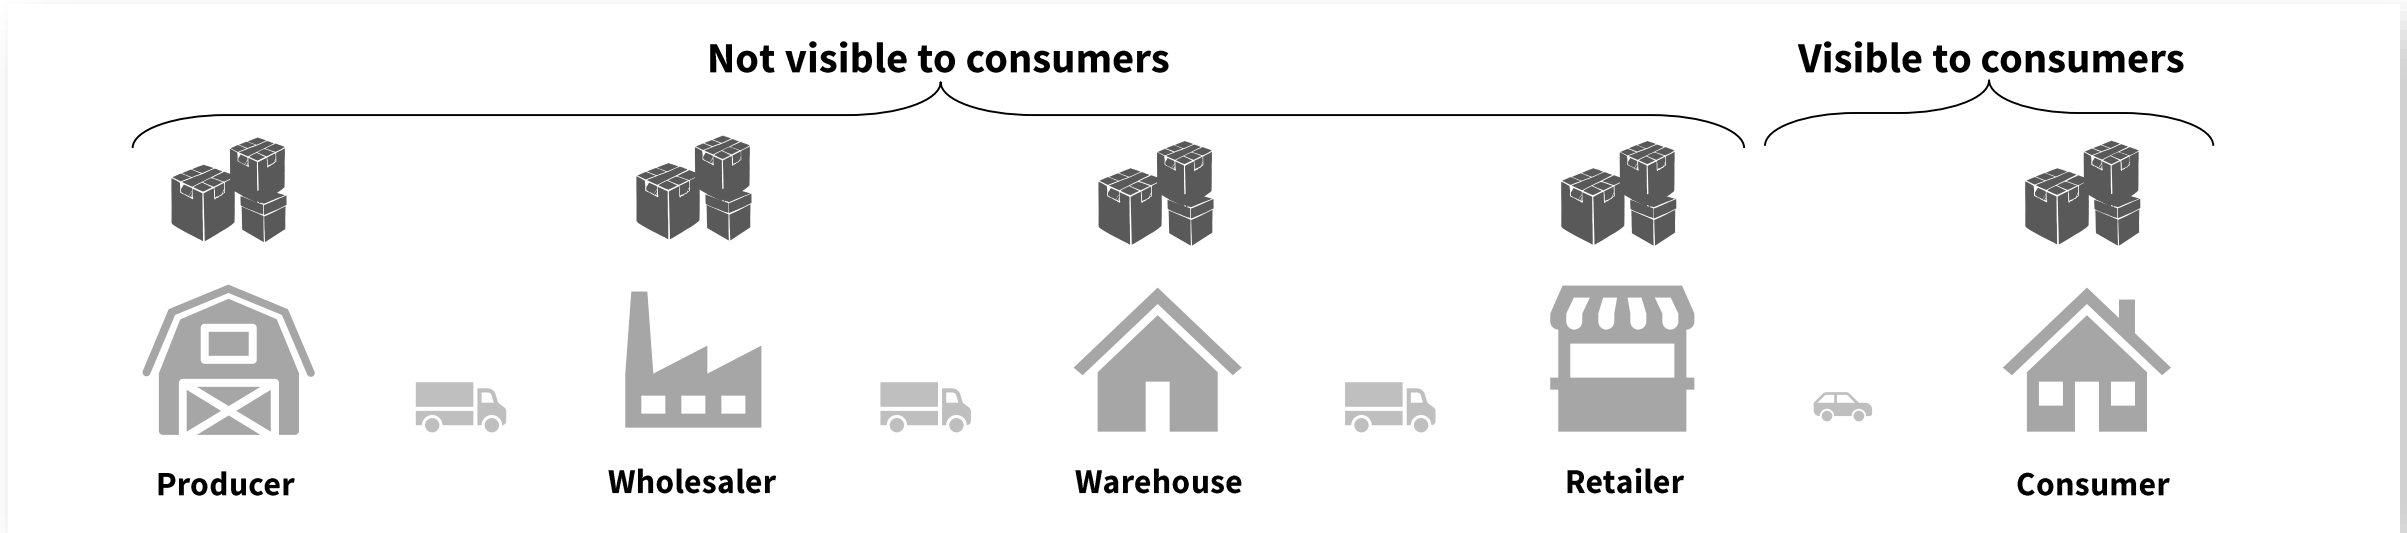 Not visible to consumers
Visible to consumers
Producer
Wholesaler
Warehouse
Retailer
Consumer